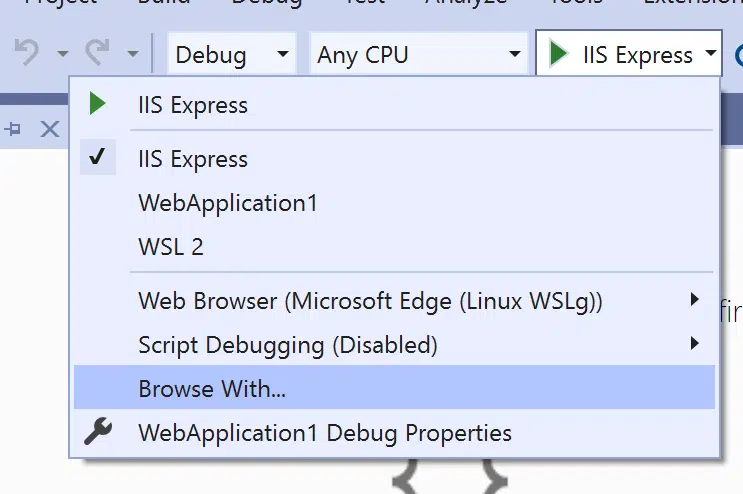 Project Build Debug Test Analyze Tools Extension
Debug Any CPU IIS Express
IIS Express
IIS Express
WebApplication1
WSL 2
Web Browser (Microsoft Edge (Linux WSLg))
Script Debugging (Disabled)
Browse With...
WebApplication1 Debug Properties
fir